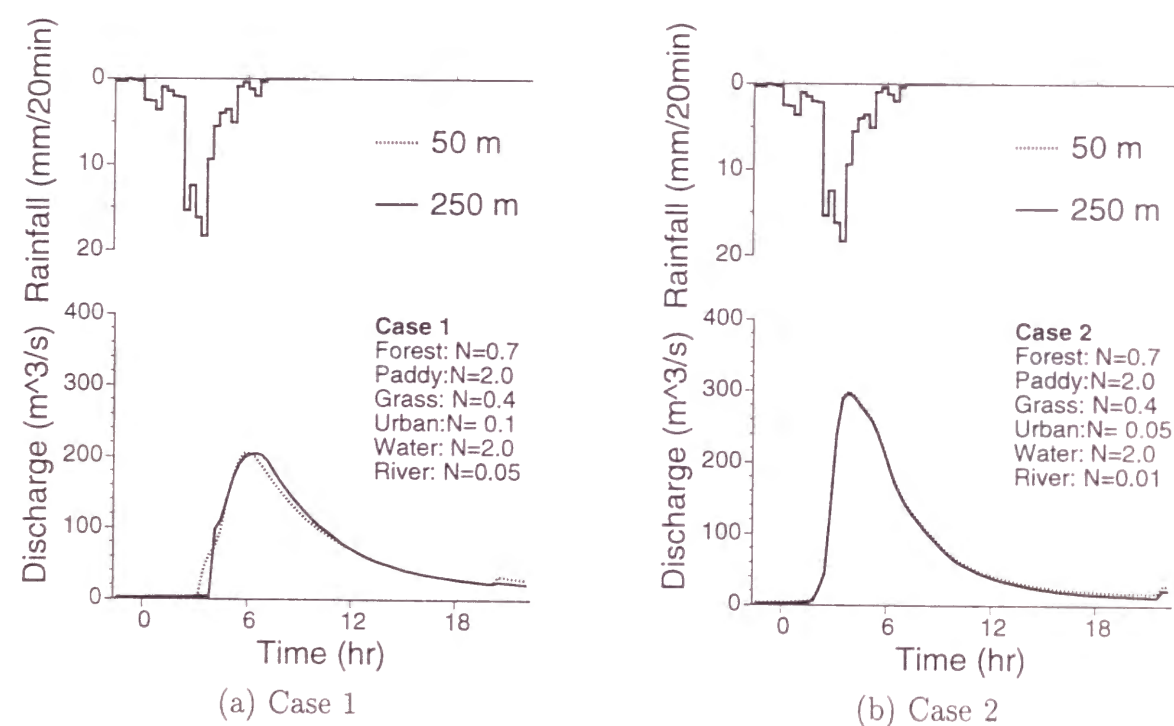 Rainfall (mm/20min)
0
10
20
50 m
250 m
Discharge (m^3/s)
400
300
200
100
0
Case 1
Forest: N=0.7
Paddy:N=2.0
Grass: N=0.4
Urban:N= 0.1
Water: N=2.0
River: N=0.05
0 6 12 18
Time (hr)
(a) Case 1
Rainfall (mm/20min)
0
10
20
50 m
250 m
Discharge (m^3/s)
400
300
200
100
0
Case 2
Forest: N=0.7
Paddy:N=2.0
Grass: N=0.4
Urban:N= 0.05
Water: N=2.0
River: N=0.01
0 6 12 18
Time (hr)
(b) Case 2